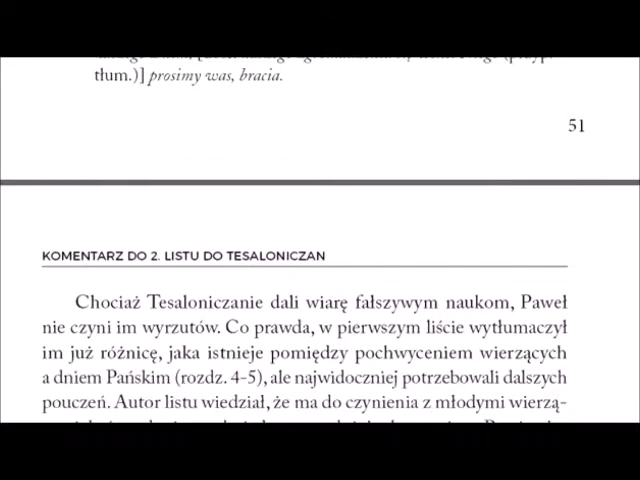 tłum.)] prosimy was, bracia.
51
KOMENTARZ DO 2. LISTU DO TESALONICZAN
Chociaż Tesaloniczanie dali wiarę fałszywym naukom, Paweł
nie czyni im wyrzutów. Co prawda, w pierwszym liście wytłumaczył
im już różnicę, jaka istnieje pomiędzy pochwyceniem wierzących
a dniem Pańskim (rozdz. 4-5), ale najwidoczniej potrzebowali dalszych
pouczeń. Autor listu wiedział, że ma do czynienia z młodymi wierzą-